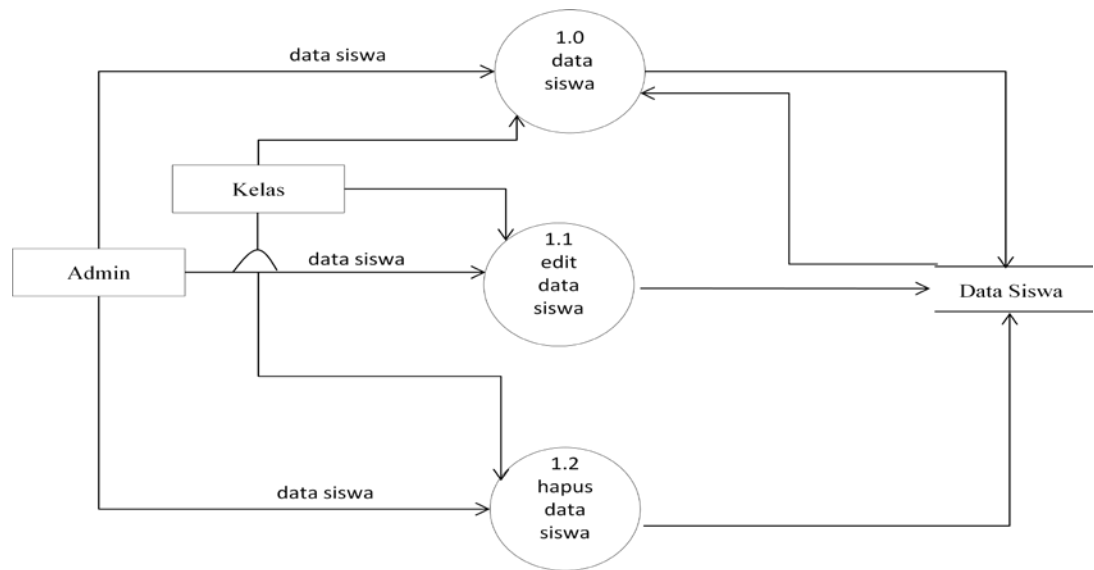 data siswa
1.0
data
siswa
Kelas
Admin
data siswa
1.1
edit
data
siswa
Data Siswa
data siswa
1.2
hapus
data
siswa